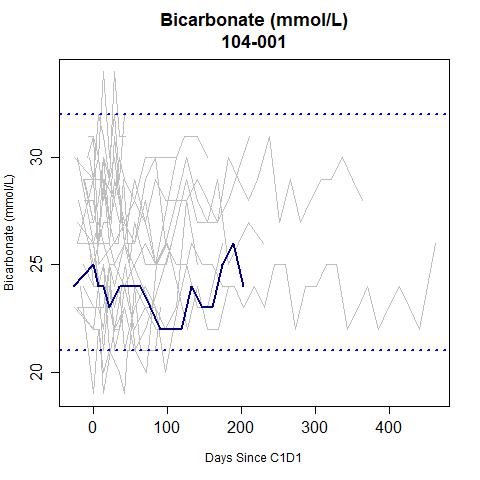 Bicarbonate (mmol/L)
104-001
Bicarbonate (mmol/L)
30
25
20
0 100 200 300 400
Days Since C1D1